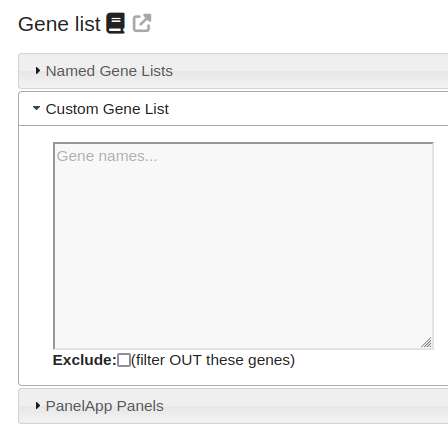 Gene list
Named Gene Lists
Custom Gene List
Gene names...
Exclude:(filter OUT these genes)
PanelApp Panels